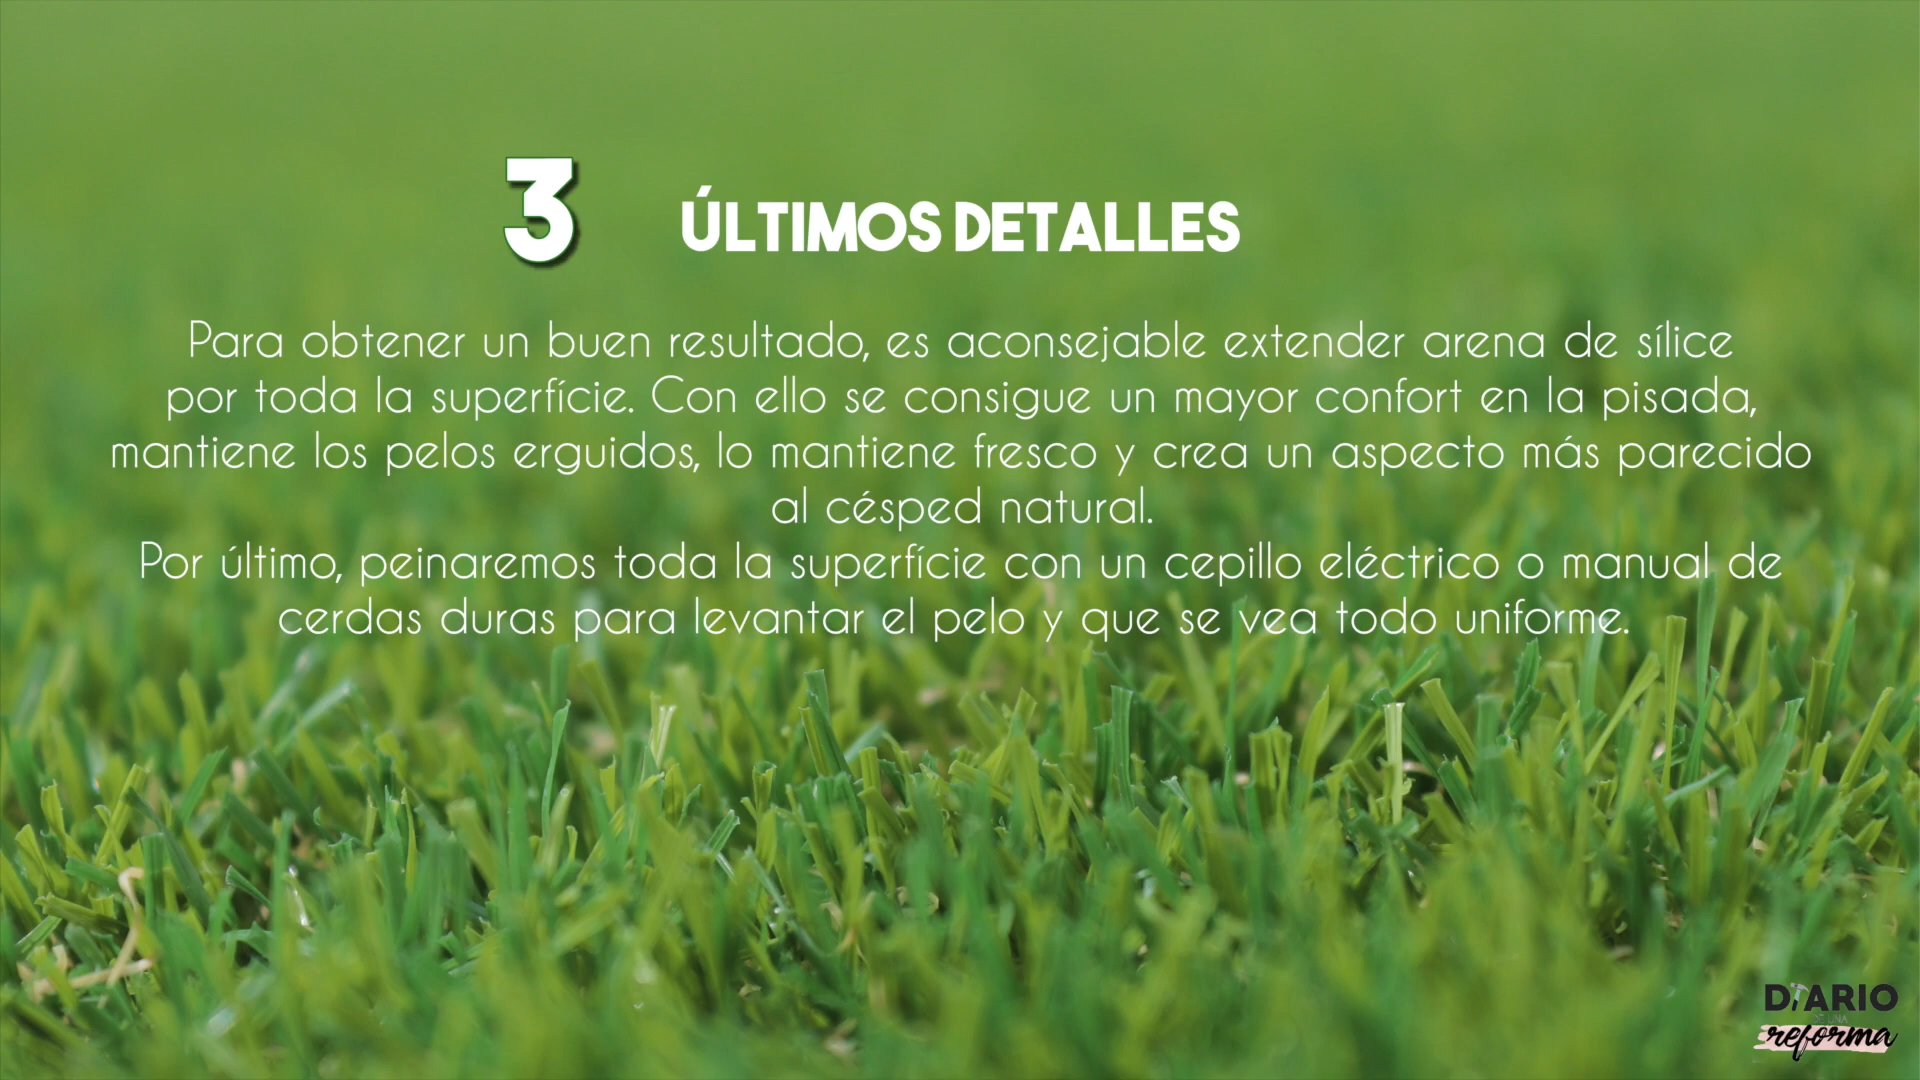 3 ÚLTIMOS DETALLES
Para obtener un buen resultado, es aconsejable extender arena de sílice
por toda la superfície. Con ello se consigue un mayor confort en la pisada,
mantiene los pelos erguidos, lo mantiene fresco y crea un aspecto más parecido
al césped natural.
Por último, peinaremos toda la superfície con un cepillo eléctrico o manual de
cerdas duras para levantar el pelo y que se vea todo uniforme.
DIARIO
DE UNA
reforma